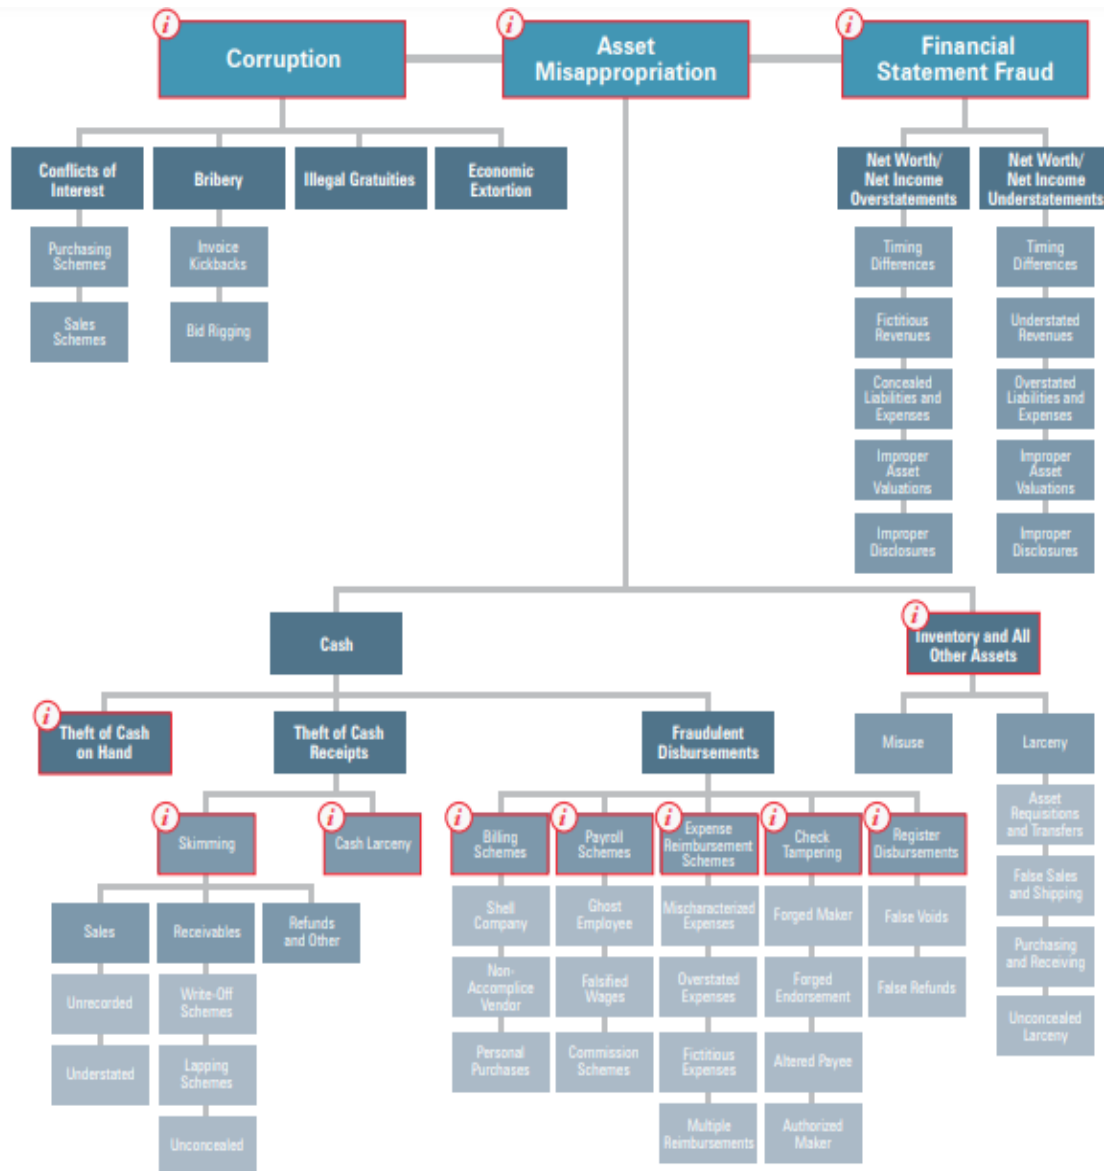 i
Corruption
i
Asset
Misappropriation
i
Financial
Statement Fraud
Conflicts of
Interest
Bribery
Illegal Gratuities
Economic
Extortion
Net Worth/
Net Income
Overstatements
Net Worth/
Net Income
Understatements
Purchasing
Schemes
Invoice
Kickbacks
Timing
Differences
Timing
Differences
Sales
Schemes
Bid Rigging
Fictitious
Revenues
Understated
Revenues
Concealed
Liabilities and
Expenses
Overstated
Liabilities and
Expenses
Improper
Asset
Valuations
Improper
Asset
Valuations
Improper
Disclosures
Improper
Disclosures
Cash
i
Inventory and All
Other Assets
i
Theft of Cash
on Hand
Theft of Cash
Receipts
Fraudulent
Disbursements
Misuse
Larceny
i
Skimming
i
Cash Larceny
i
Billing
Schemes
i
Payroll
Schemes
i
Expense
Reimbursement
Schemes
i
Check
Tampering
i
Register
Disbursements
Asset
Requisitions
and Transfers
Sales
Receivables
Refunds
and Other
Shell
Company
Ghost
Employee
Mischaracterized
Expenses
Forged Maker
False Voids
False Sales
and Shipping
Unrecorded
Write-Off
Schemes
Non-
Accomplice
Vendor
Falsified
Wages
Overstated
Expenses
Forged
Endorsement
False Refunds
Purchasing
and Receiving
Understated
Lapping
Schemes
Personal
Purchases
Commission
Schemes
Fictitious
Expenses
Altered Payee
Unconcealed
Larceny
Unconcealed
Multiple
Reimbursements
Authorized
Maker